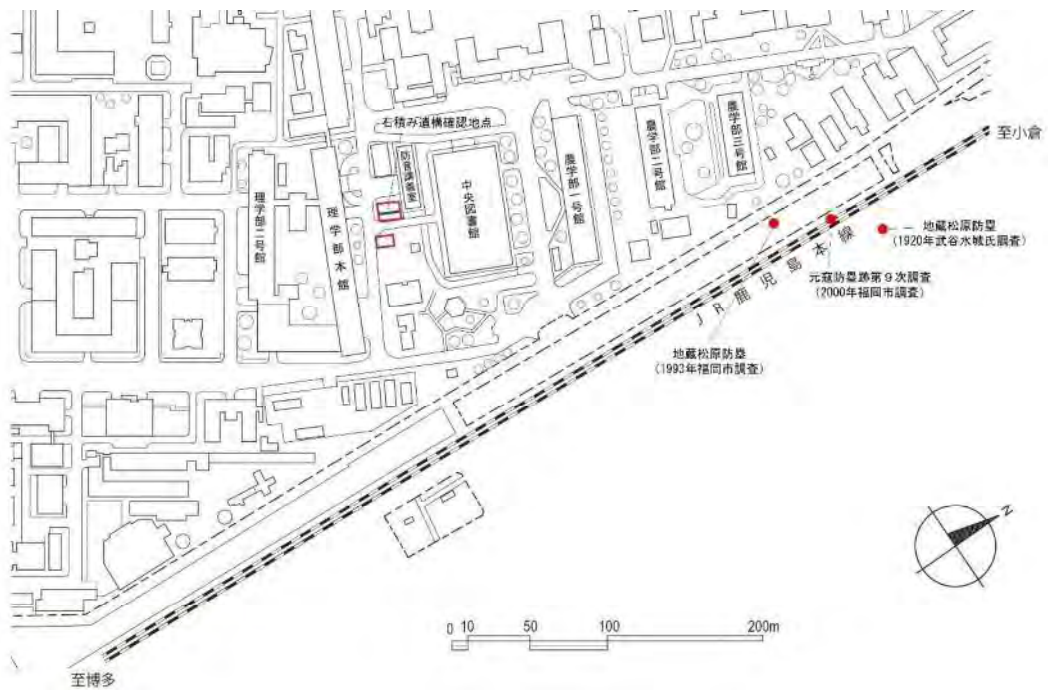 石積み遺構確認地点
防音講義室
中央図書館
理学部二号館
理学部本館
農学部一号館
農学部二号館
農学部三号館
至小倉
地蔵松原防塁
(1920年武谷水城氏調査)
元寇防塁跡第9次調査
(2000年福岡市調査)
地蔵松原防塁
(1993年福岡市調査)
JR鹿児島本線
N
0 10 50 100 200m
至博多